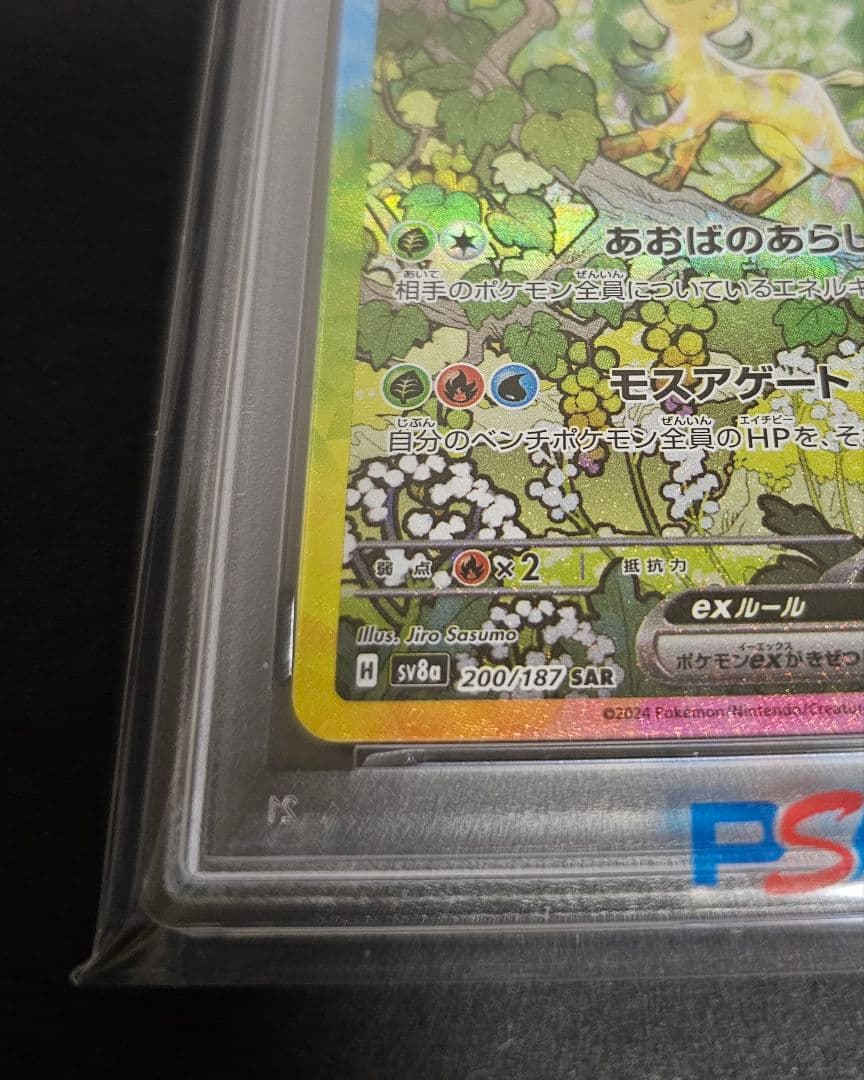 あおばのあらし
あいて ぜんいん
相手のポケモン全員についているエネルギ
モスアゲート
じぶん ぜんいん エイチピー
自分のベンチポケモン全員のHPを、そ
弱点 ×2 抵抗力
exルール
Illus. Jiro Sasumo
イーエックス
ポケモンexがきぜつ
H sv8a 200/187 SAR
©2024 Pokémon/Nintendo/Creatur
21
PS